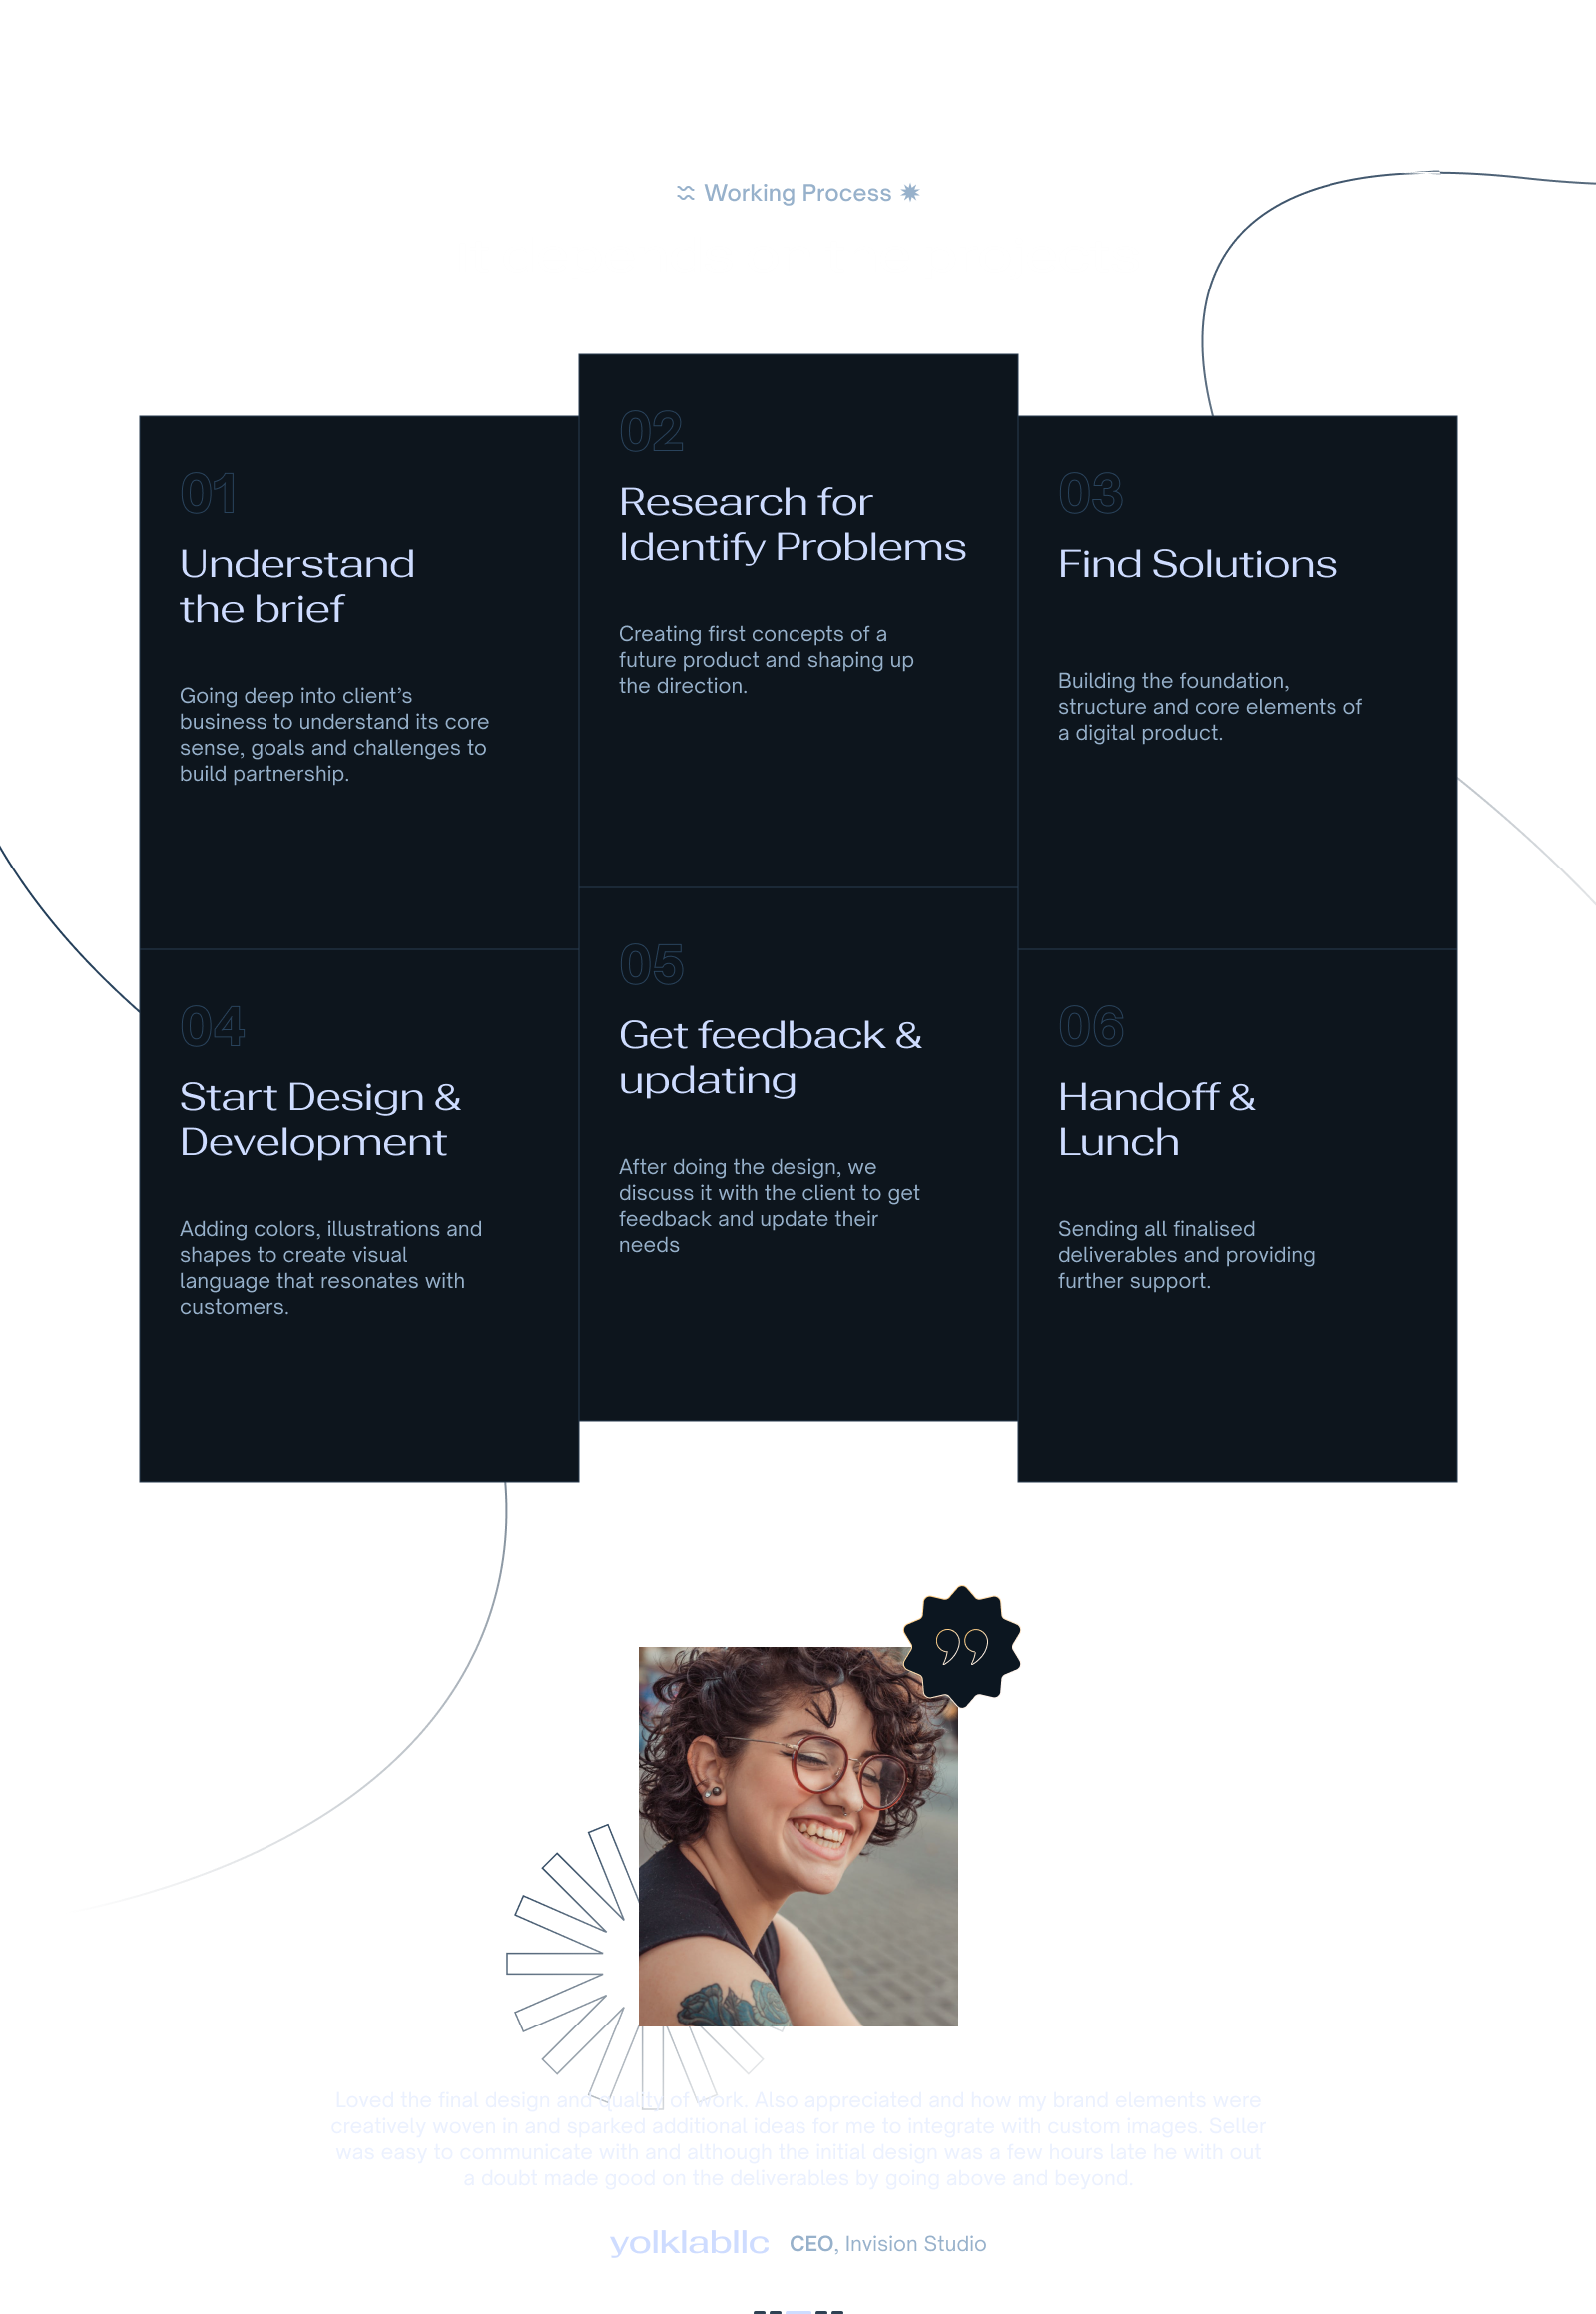 Working Process
01
Understand
the brief
Going deep into client’s
business to understand its core
sense, goals and challenges to
build partnership.
02
Research for
Identify Problems
Creating first concepts of a
future product and shaping up
the direction.
03
Find Solutions
Building the foundation,
structure and core elements of
a digital product.
04
Start Design &
Development
Adding colors, illustrations and
shapes to create visual
language that resonates with
customers.
05
Get feedback &
updating
After doing the design, we
discuss it with the client to get
feedback and update their
needs
06
Handoff &
Lunch
Sending all finalised
deliverables and providing
further support.
Loved the final design and quality of work. Also appreciated and how my brand elements were
creatively woven in and sparked additional ideas for me to integrate with custom images. Seller
was easy to communicate with and although the initial design was a few hours late he with out
a doubt made good on the deliverables by going above and beyond.
yolklabllc CEO, Invision Studio